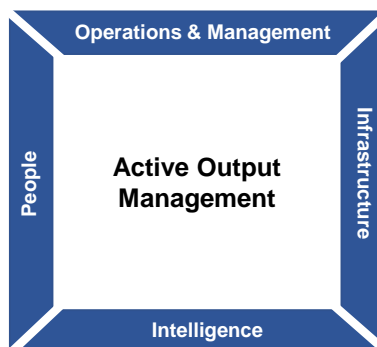 Operations & Management
People
Active Output
Management
Infrastructure
Intelligence